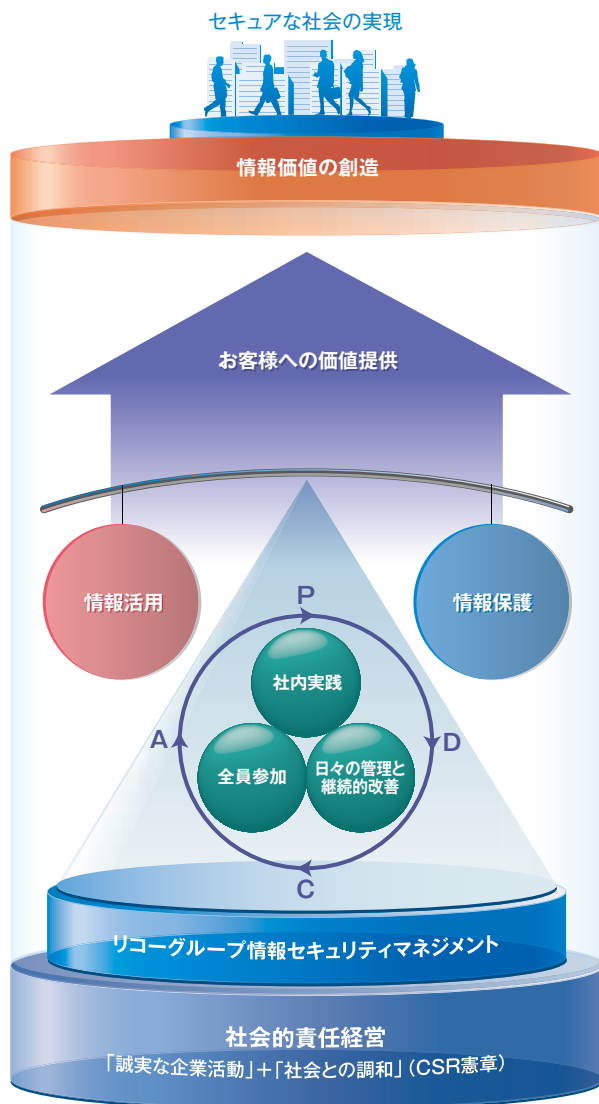 セキュアな社会の実現
情報価値の創造
お客様への価値提供
情報活用
情報保護
P
社内実践
A
D
全員参加
日々の管理と
継続的改善
C
リコーグループ情報セキュリティマネジメント
社会的責任経営
「誠実な企業活動」+「社会との調和」(CSR憲章)